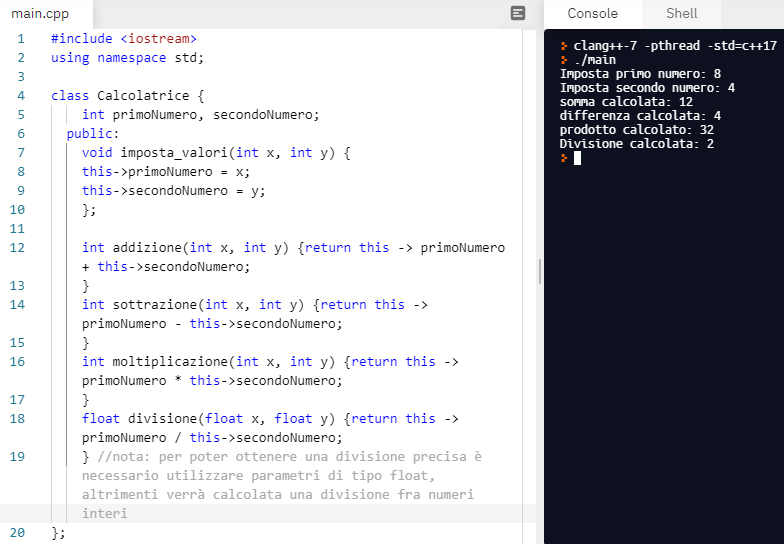 main.cpp
1 #include <iostream>
2 using namespace std;
3
4 class Calcolatrice {
5 int primoNumero, secondoNumero;
6 public:
7 void imposta_valori(int x, int y) {
8 this->primoNumero = x;
9 this->secondoNumero = y;
10 };
11
12 int addizione(int x, int y) {return this -> primoNumero
+ this->secondoNumero;
13 }
14 int sottrazione(int x, int y) {return this ->
primoNumero - this->secondoNumero;
15 }
16 int moltiplicazione(int x, int y) {return this ->
primoNumero * this->secondoNumero;
17 }
18 float divisione(float x, float y) {return this ->
primoNumero / this->secondoNumero;
19 } //nota: per poter ottenere una divisione precisa è
necessario utilizzare parametri di tipo float,
altrimenti verrà calcolata una divisione fra numeri
interi
20 };
Console Shell
clang++-7 -pthread -std=c++17
./main
Imposta primo numero: 8
Imposta secondo numero: 4
somma calcolata: 12
differenza calcolata: 4
prodotto calcolato: 32
Divisione calcolata: 2